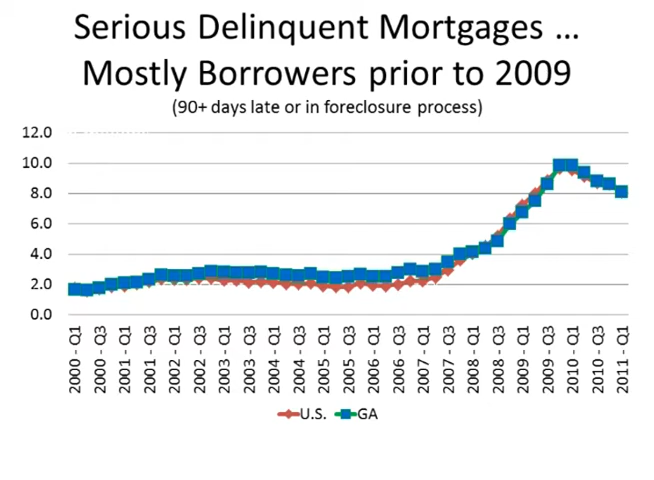 Serious Delinquent Mortgages ...
Mostly Borrowers prior to 2009
(90+ days late or in foreclosure process)
12.0
10.0
8.0
6.0
4.0
2.0
0.0
2000 - Q1
2000 - Q3
2001 - Q1
2001 - Q3
2002 - Q1
2002 - Q3
2003 - Q1
2003 - Q3
2004 - Q1
2004 - Q3
2005 - Q1
2005 - Q3
2006 - Q1
2006 - Q3
2007 - Q1
2007 - Q3
2008 - Q1
2008 - Q3
2009 - Q1
2009 - Q3
2010 - Q1
2010 - Q3
2011 - Q1
U.S. GA